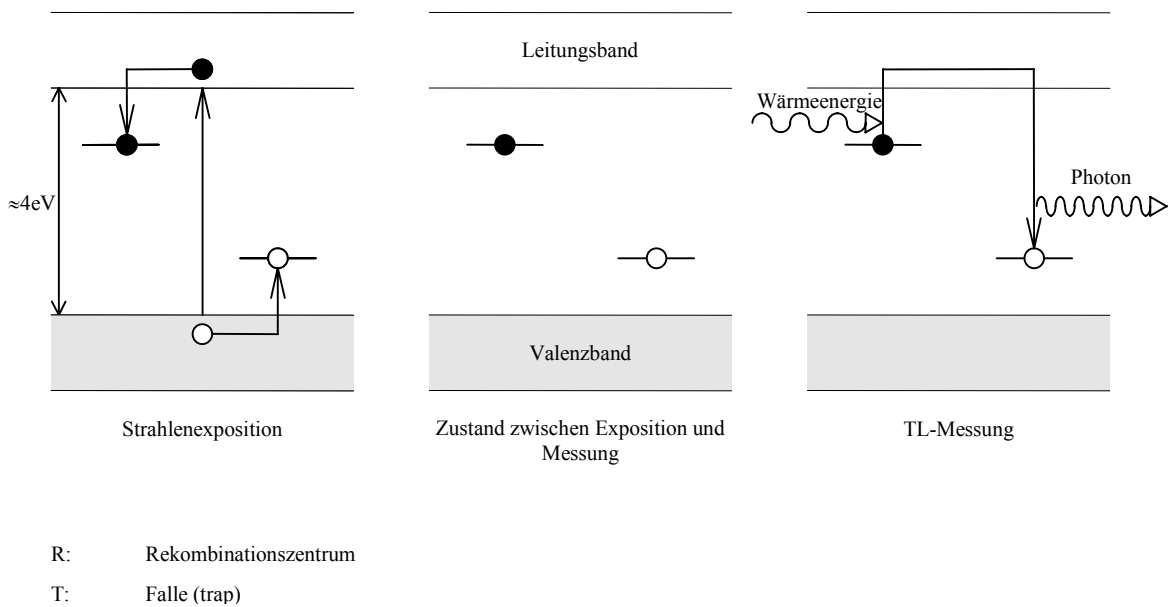 Leitungsband
Wärmeenergie
Photon
≈4eV
Valenzband
Strahlenexposition
Zustand zwischen Exposition und
Messung
TL-Messung
R: Rekombinationszentrum
T: Falle (trap)